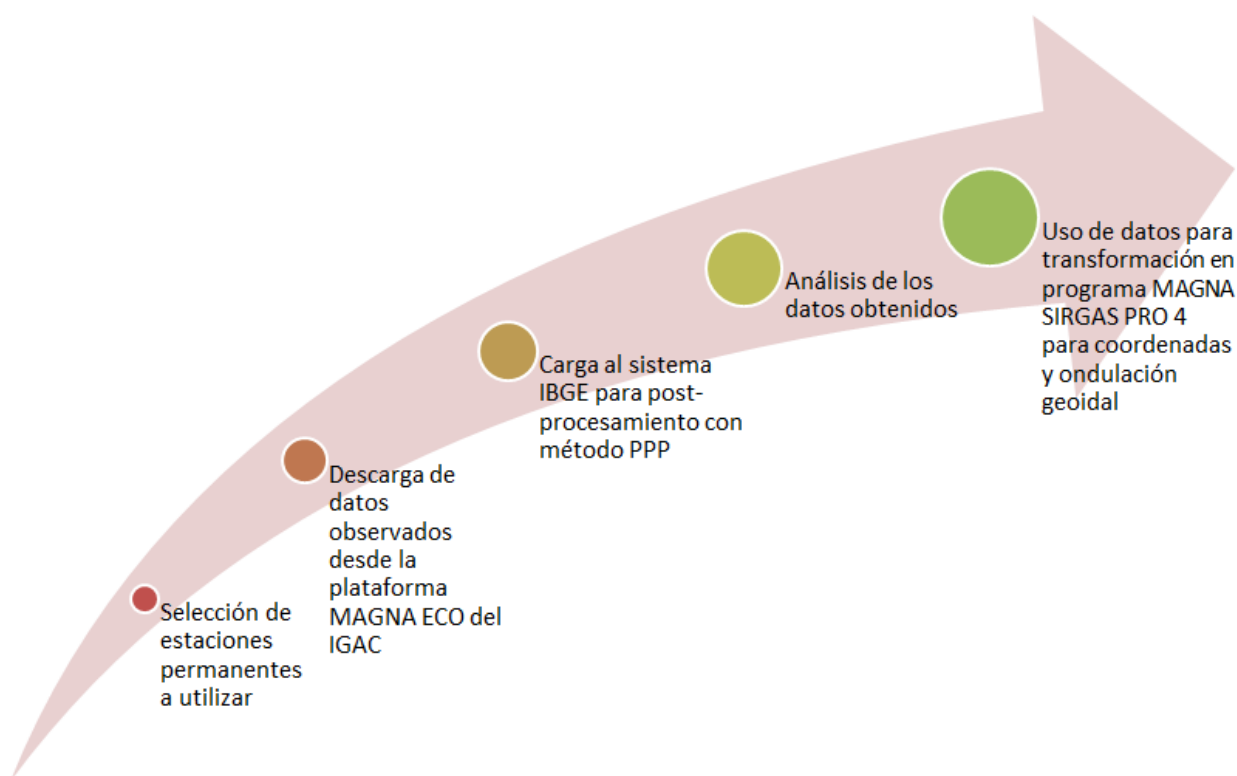 Selección de
estaciones
permanentes
a utilizar
Descarga de
datos
observados
desde la
plataforma
MAGNA ECO del
IGAC
Carga al sistema
IBGE para post-
procesamiento con
método PPP
Análisis de los
datos obtenidos
Uso de datos para
transformación en
programa MAGNA
SIRGAS PRO 4
para coordenadas
y ondulación
geoidal